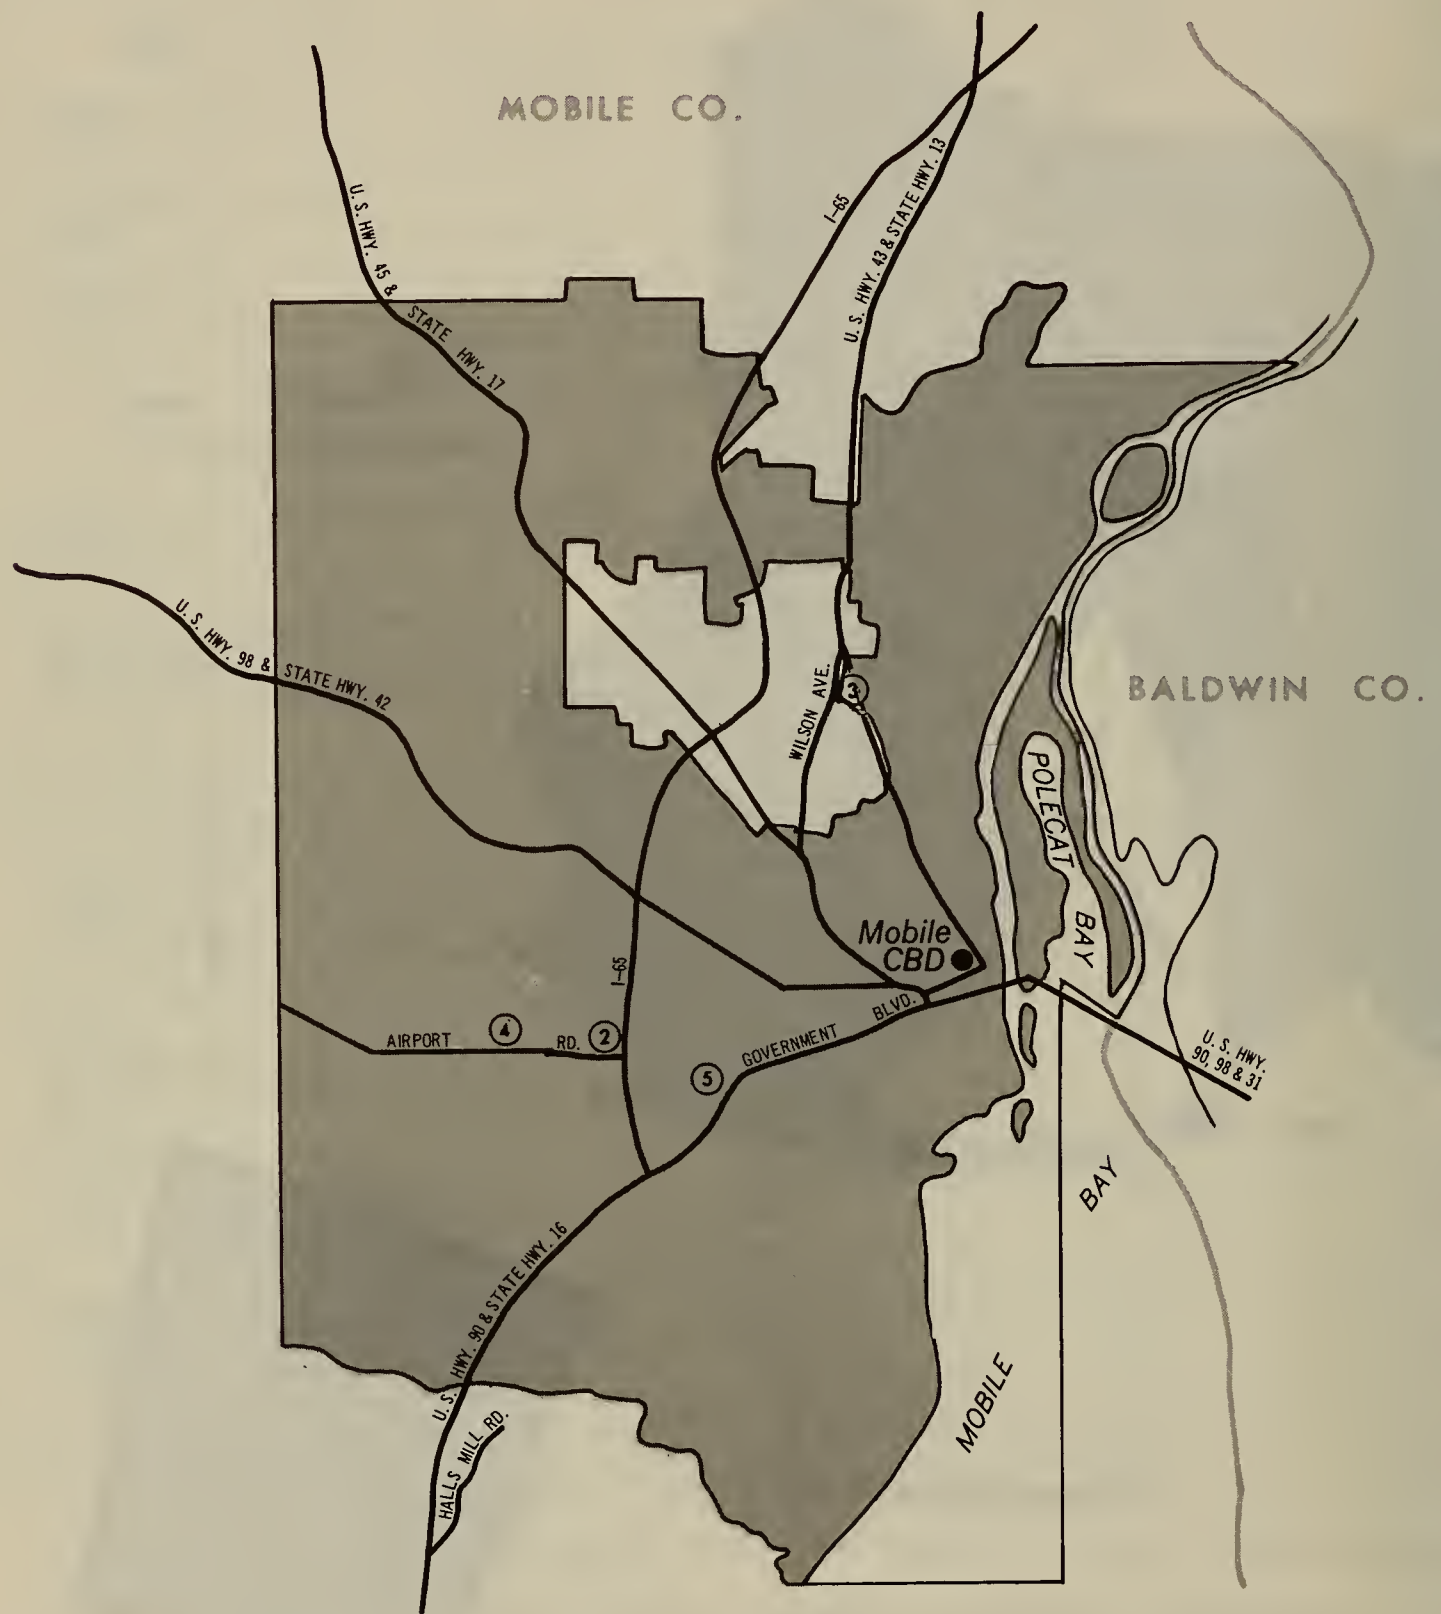 MOBILE CO.
I-65
U.S. HWY. 43 & STATE HWY. 13
U.S. HWY. 45 & STATE HWY. 17
U.S. HWY. 98 & STATE HWY. 42
WILSON AVE.
3
BALDWIN CO.
POLECAT BAY
Mobile
CBD
I-65
AIRPORT RD.
4
2
5
GOVERNMENT BLVD.
U.S. HWY.
90, 98 & 31
MOBILE BAY
U.S. HWY. 90 & STATE HWY. 16
HALLS MILL RD.